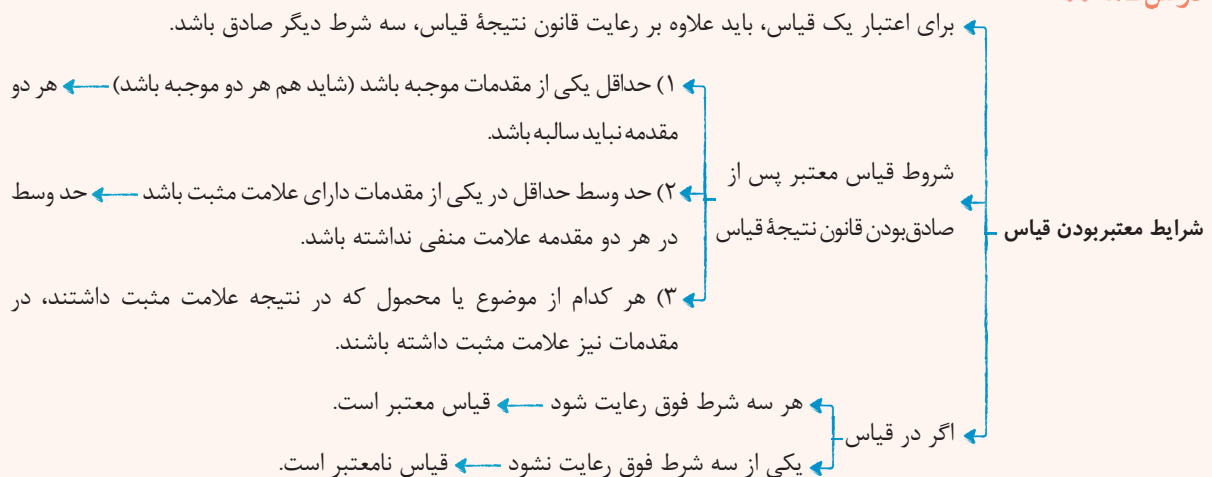 برای اعتبار یک قیاس، باید علاوه بر رعایت قانون نتیجهٔ قیاس، سه شرط دیگر صادق باشد.
۱) حداقل یکی از مقدمات موجبه باشد (شاید هم هر دو موجبه باشد) هر دو
مقدمه نباید سالبه باشد.
شروط قیاس معتبر پس از
۲) حد وسط حداقل در یکی از مقدمات دارای علامت مثبت باشد حد وسط
شرایط معتبربودن قیاس
صادق‌بودن قانون نتیجهٔ قیاس
در هر دو مقدمه علامت منفی نداشته باشد.
۳) هر کدام از موضوع یا محمول که در نتیجه علامت مثبت داشتند، در
مقدمات نیز علامت مثبت داشته باشند.
هر سه شرط فوق رعایت شود قیاس معتبر است.
اگر در قیاس
یکی از سه شرط فوق رعایت نشود قیاس نامعتبر است.